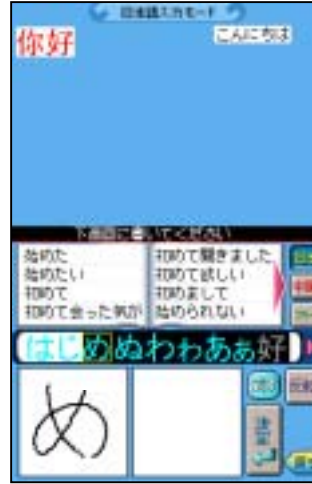 日本語入力モード
你好
こんにちは
下画面に書いてください
始めた
始めたい
初めて
初めて会った気が
初めて聞きました
初めて欲しい
初めまして
始められない
はじめぬわゎあぁ好
め